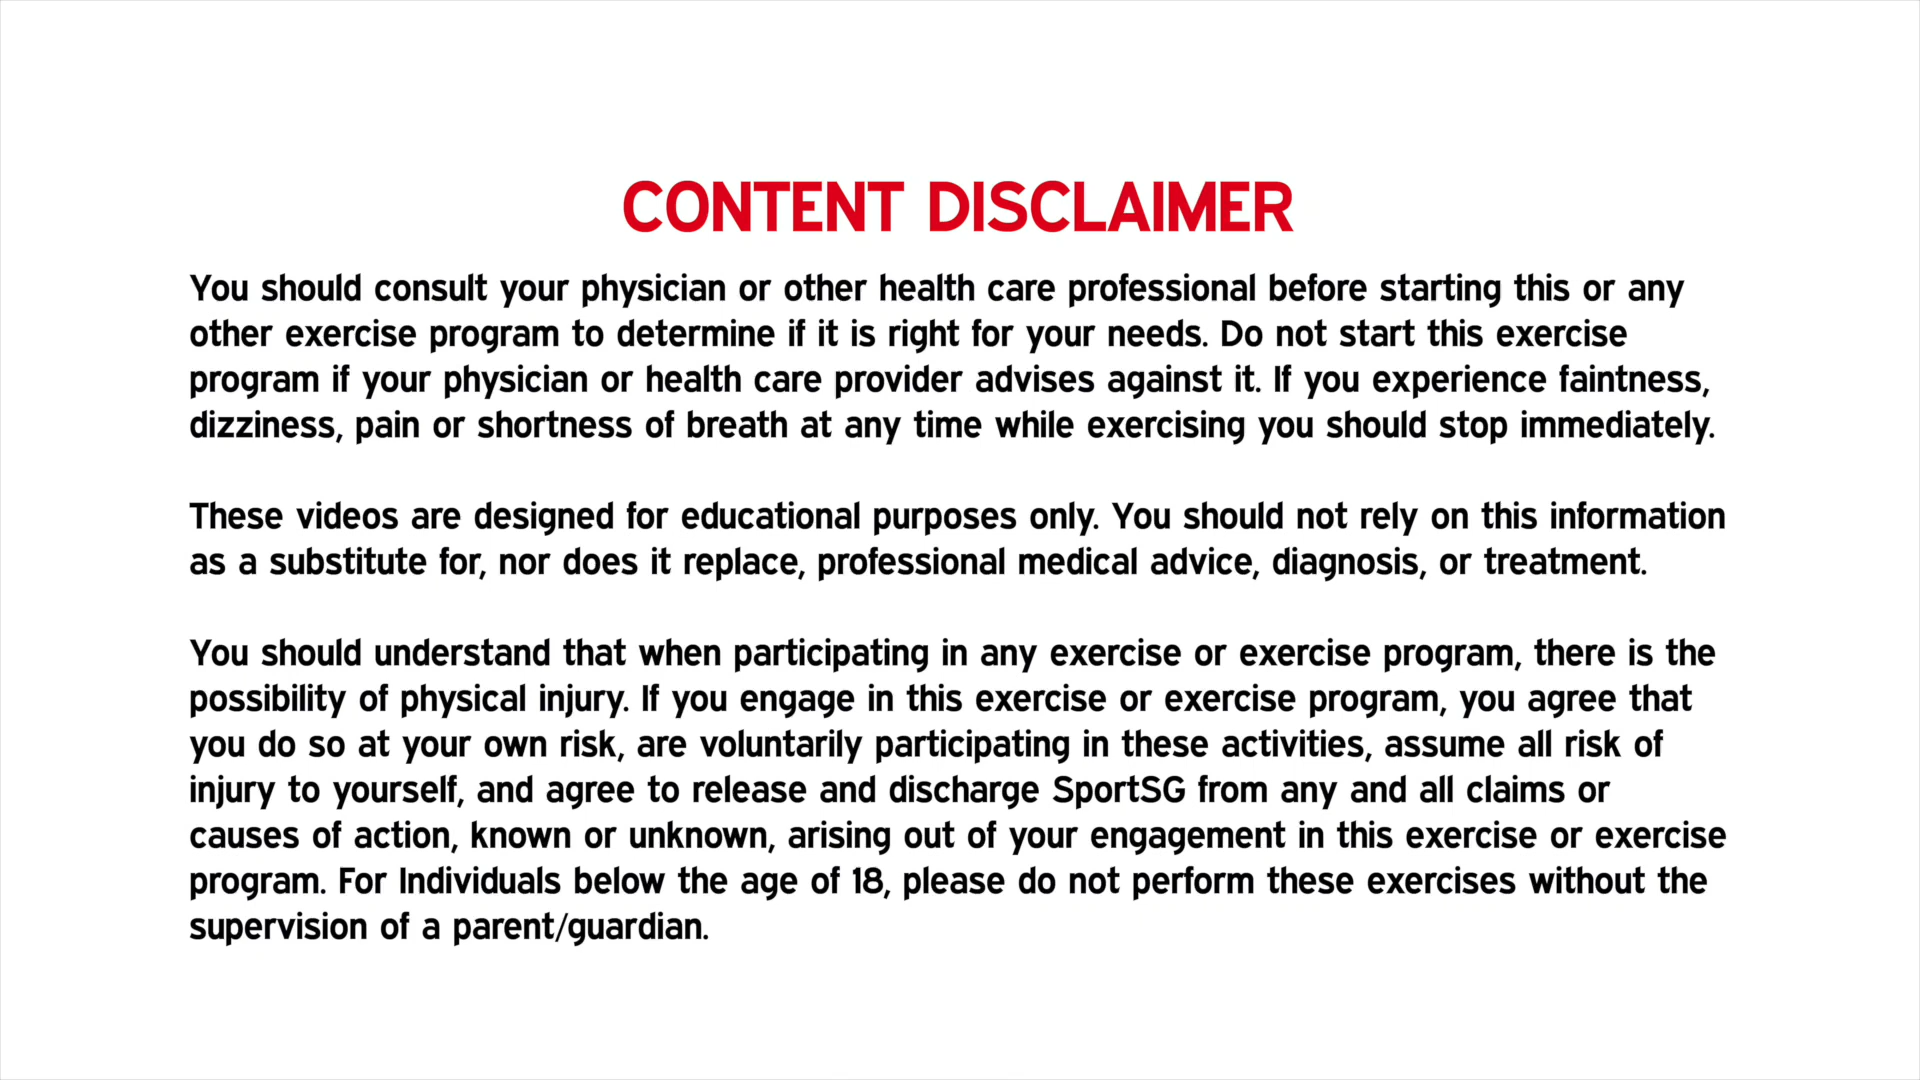 CONTENT DISCLAIMER
You should consult your physician or other health care professional before starting this or any
other exercise program to determine if it is right for your needs. Do not start this exercise
program if your physician or health care provider advises against it. If you experience faintness,
dizziness, pain or shortness of breath at any time while exercising you should stop immediately.
These videos are designed for educational purposes only. You should not rely on this information
as a substitute for, nor does it replace, professional medical advice, diagnosis, or treatment.
You should understand that when participating in any exercise or exercise program, there is the
possibility of physical injury. If you engage in this exercise or exercise program, you agree that
you do so at your own risk, are voluntarily participating in these activities, assume all risk of
injury to yourself, and agree to release and discharge SportSG from any and all claims or
causes of action, known or unknown, arising out of your engagement in this exercise or exercise
program. For Individuals below the age of 18, please do not perform these exercises without the
supervision of a parent/guardian.